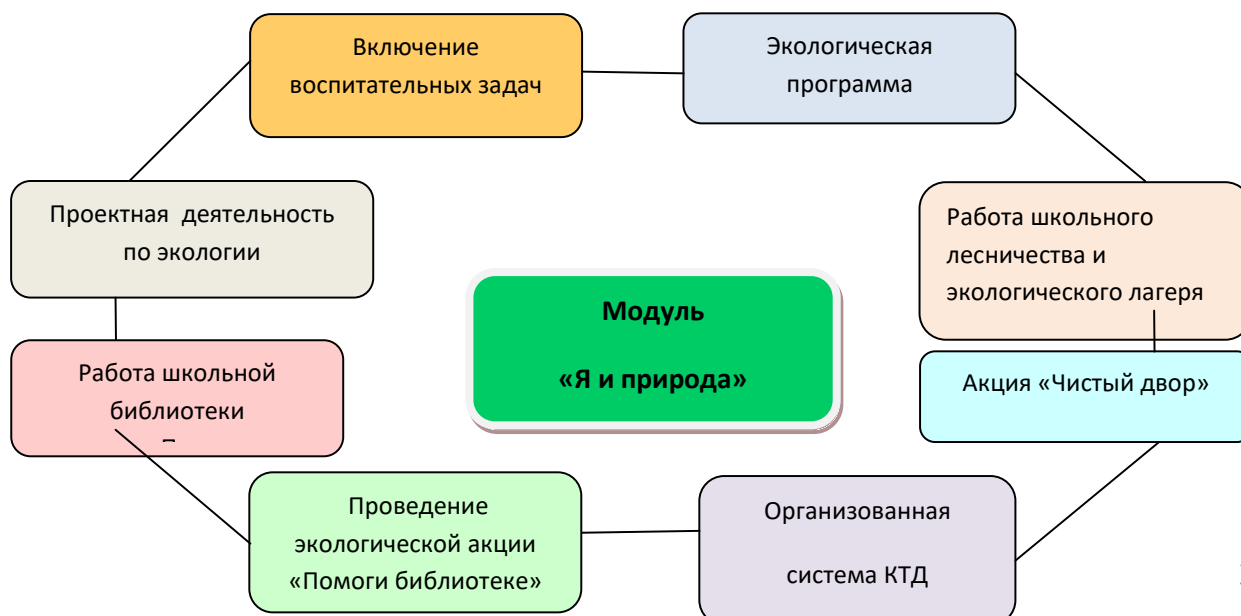 Включение
воспитательных задач
Экологическая
программа
Проектная деятельность
по экологии
Работа школьного
лесничества и
экологического лагеря
Модуль
«Я и природа»
Работа школьной
библиотеки
Акция «Чистый двор»
Проведение
экологической акции
«Помоги библиотеке»
Организованная
система КТД